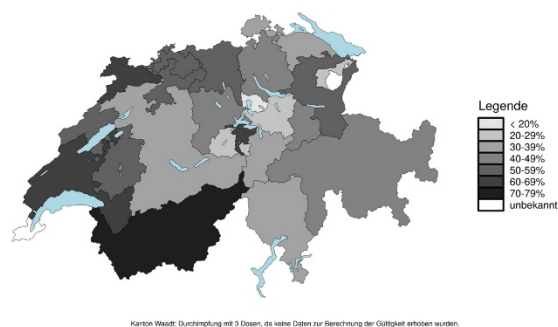 Legende
< 20%
20-29%
30-39%
40-49%
50-59%
60-69%
70-79%
unbekannt
Kanton Waadt: Durchimpfung mit 3 Dosen, da keine Daten zur Berechnung der Gültigkeit erhoben wurden.